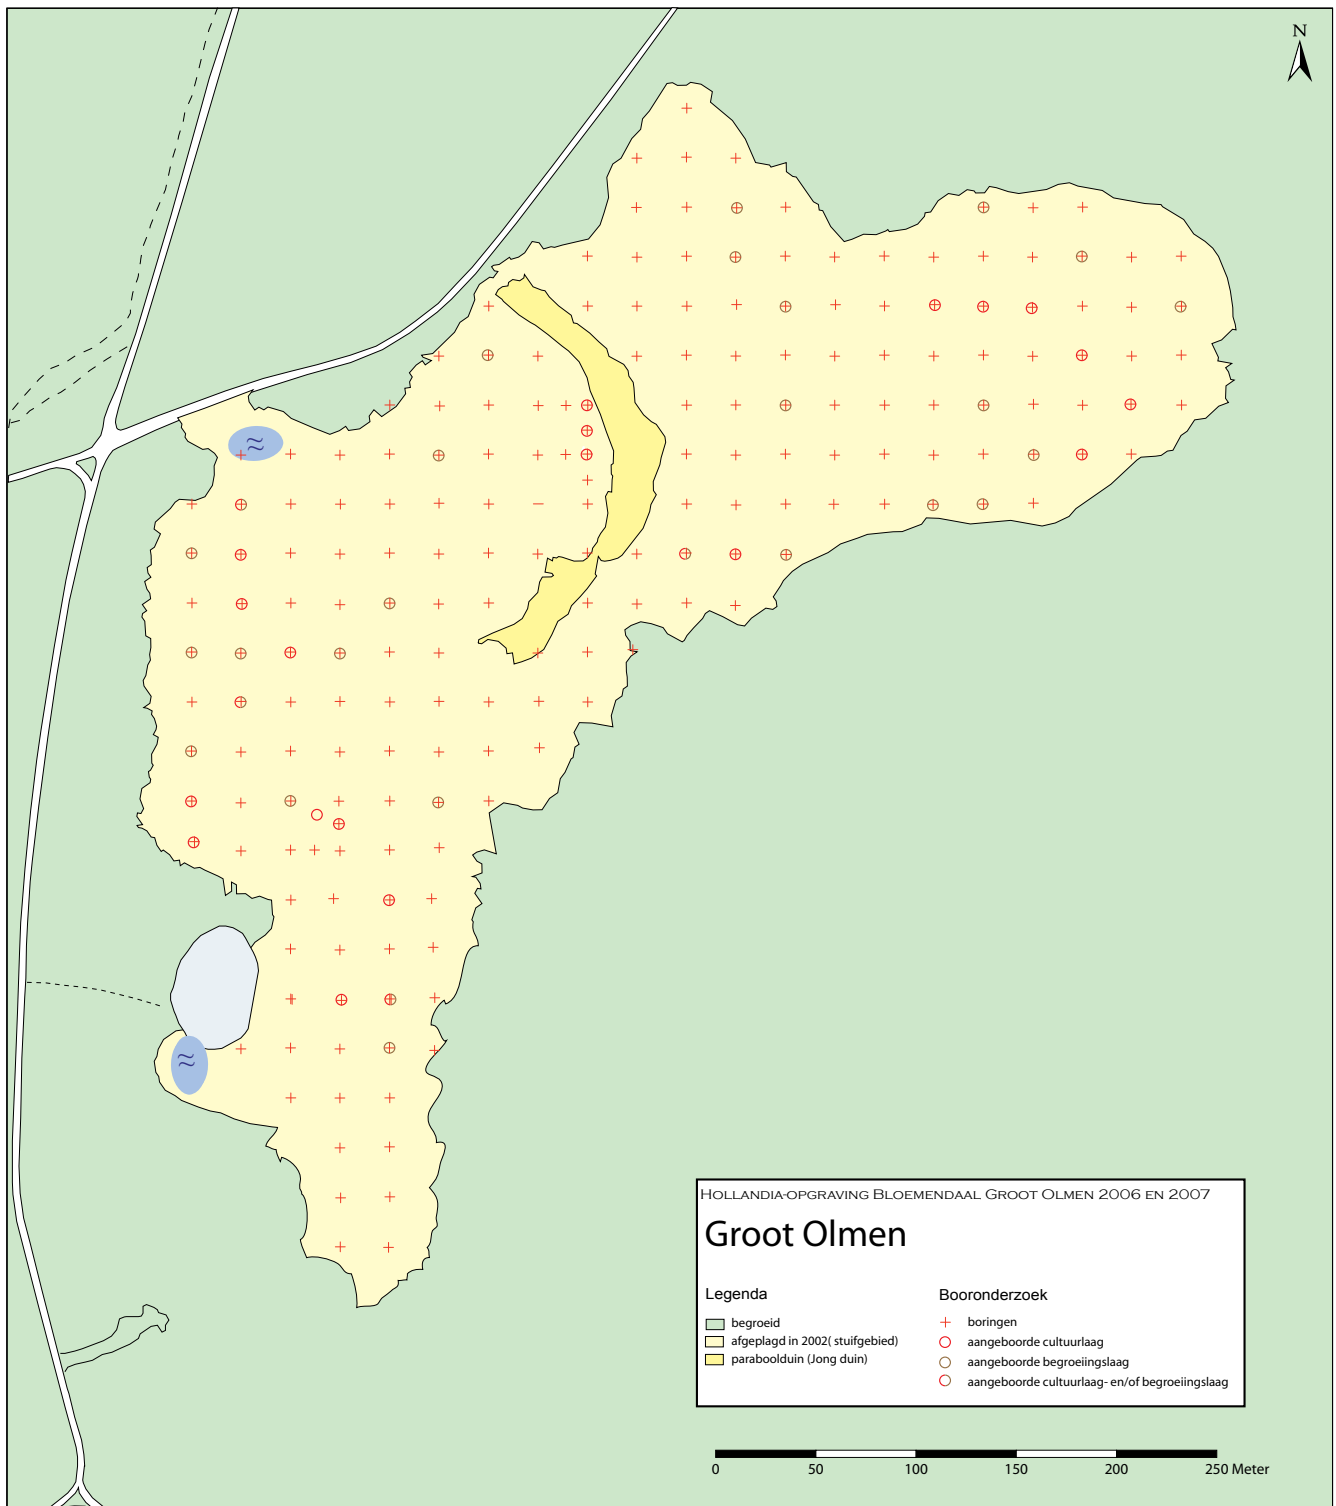 N
HOLLANDIA-OPGRAVING BLOEMENDAAL GROOT OLMEN 2006 EN 2007
Groot Olmen
Legenda
begroeid
afgeplagd in 2002( stuifgebied)
paraboolduin (Jong duin)
Booronderzoek
boringen
aangeboorde cultuurlaag
aangeboorde begroeiingslaag
aangeboorde cultuurlaag- en/of begroeiingslaag
0 50 100 150 200 250 Meter